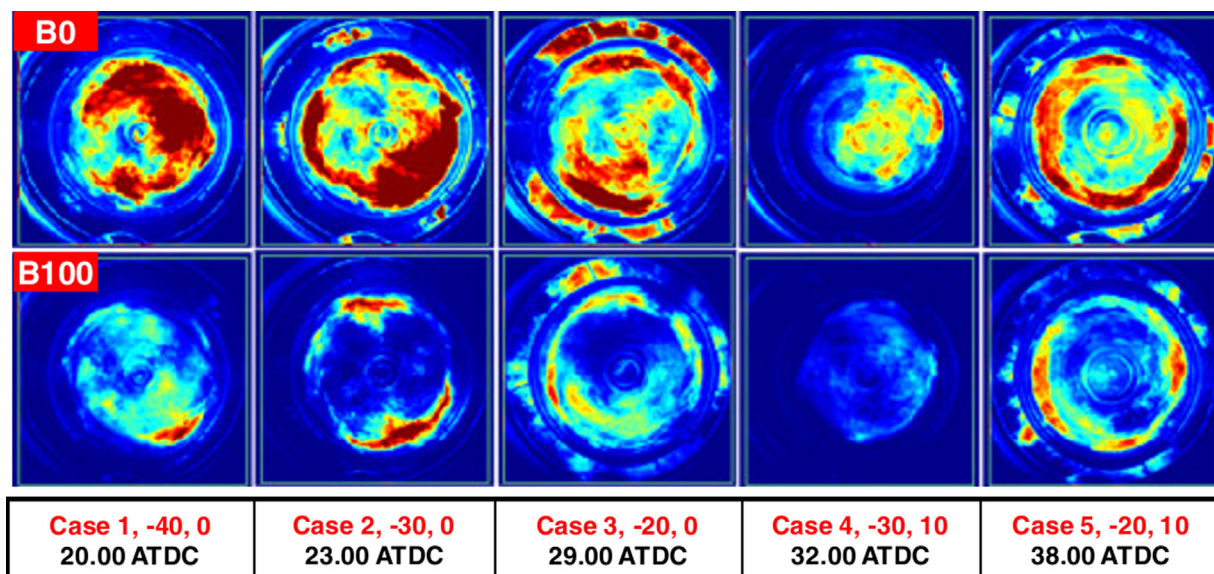 B0
B100
Case 1, -40, 0
20.00 ATDC
Case 2, -30, 0
23.00 ATDC
Case 3, -20, 0
29.00 ATDC
Case 4, -30, 10
32.00 ATDC
Case 5, -20, 10
38.00 ATDC